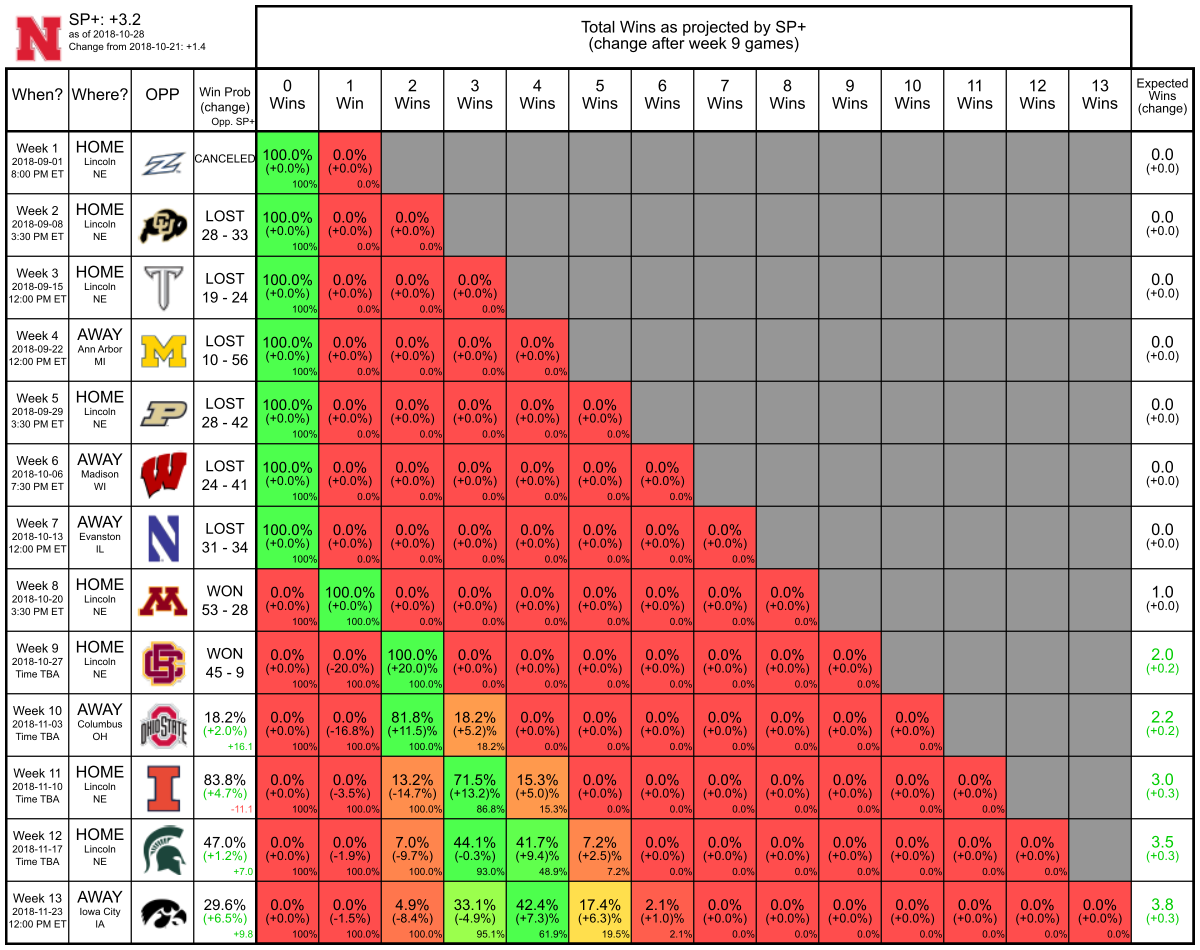 N
SP+: +3.2
as of 2018-10-28
Change from 2018-10-21: +1.4
Total Wins as projected by SP+
(change after week 9 games)
When? Where? OPP Win Prob (change) Opp. SP+ 0 Wins 1 Win 2 Wins 3 Wins 4 Wins 5 Wins 6 Wins 7 Wins 8 Wins 9 Wins 10 Wins 11 Wins 12 Wins 13 Wins Expected Wins (change)
Week 1 HOME Z CANCELED 100.0% 0.0% 0.0
2018-09-01 Lincoln (+0.0%) (+0.0%) (+0.0)
8:00 PM ET NE 100% 0.0%
Week 2 HOME CU LOST 100.0% 0.0% 0.0% 0.0
2018-09-08 Lincoln 28 - 33 (+0.0%) (+0.0%) (+0.0%) (+0.0)
3:30 PM ET NE 100% 0.0% 0.0%
Week 3 HOME T LOST 100.0% 0.0% 0.0% 0.0% 0.0
2018-09-15 Lincoln 19 - 24 (+0.0%) (+0.0%) (+0.0%) (+0.0%) (+0.0)
12:00 PM ET NE 100% 0.0% 0.0% 0.0%
Week 4 AWAY M LOST 100.0% 0.0% 0.0% 0.0% 0.0% 0.0
2018-09-22 Ann Arbor 10 - 56 (+0.0%) (+0.0%) (+0.0%) (+0.0%) (+0.0%) (+0.0)
12:00 PM ET MI 100% 0.0% 0.0% 0.0% 0.0%
Week 5 HOME P LOST 100.0% 0.0% 0.0% 0.0% 0.0% 0.0% 0.0
2018-09-29 Lincoln 28 - 42 (+0.0%) (+0.0%) (+0.0%) (+0.0%) (+0.0%) (+0.0%) (+0.0)
3:30 PM ET NE 100% 0.0% 0.0% 0.0% 0.0% 0.0%
Week 6 AWAY W LOST 100.0% 0.0% 0.0% 0.0% 0.0% 0.0% 0.0% 0.0
2018-10-06 Madison 24 - 41 (+0.0%) (+0.0%) (+0.0%) (+0.0%) (+0.0%) (+0.0%) (+0.0%) (+0.0)
7:30 PM ET WI 100% 0.0% 0.0% 0.0% 0.0% 0.0% 0.0%
Week 7 AWAY N LOST 100.0% 0.0% 0.0% 0.0% 0.0% 0.0% 0.0% 0.0% 0.0
2018-10-13 Evanston 31 - 34 (+0.0%) (+0.0%) (+0.0%) (+0.0%) (+0.0%) (+0.0%) (+0.0%) (+0.0%) (+0.0)
12:00 PM ET IL 100% 0.0% 0.0% 0.0% 0.0% 0.0% 0.0% 0.0%
Week 8 HOME M WON 0.0% 100.0% 0.0% 0.0% 0.0% 0.0% 0.0% 0.0% 0.0% 1.0
2018-10-20 Lincoln 53 - 28 (+0.0%) (+0.0%) (+0.0%) (+0.0%) (+0.0%) (+0.0%) (+0.0%) (+0.0%) (+0.0%) (+0.0)
3:30 PM ET NE 100% 100.0% 0.0% 0.0% 0.0% 0.0% 0.0% 0.0% 0.0%
Week 9 HOME BC WON 0.0% 0.0% 100.0% 0.0% 0.0% 0.0% 0.0% 0.0% 0.0% 0.0% 2.0
2018-10-27 Lincoln 45 - 9 (+0.0%) (-20.0%) (+20.0)% (+0.0%) (+0.0%) (+0.0%) (+0.0%) (+0.0%) (+0.0%) (+0.0%) (+0.2)
Time TBA NE 100% 100.0% 100.0% 0.0% 0.0% 0.0% 0.0% 0.0% 0.0% 0.0%
Week 10 AWAY OHIO STATE 18.2% 0.0% 0.0% 81.8% 18.2% 0.0% 0.0% 0.0% 0.0% 0.0% 0.0% 0.0% 2.2
2018-11-03 Columbus (+2.0%) (+0.0%) (-16.8%) (+11.5)% (+5.2)% (+0.0%) (+0.0%) (+0.0%) (+0.0%) (+0.0%) (+0.0%) (+0.0%) (+0.2)
Time TBA OH +16.1 100% 100.0% 100.0% 18.2% 0.0% 0.0% 0.0% 0.0% 0.0% 0.0% 0.0%
Week 11 HOME I 83.8% 0.0% 0.0% 13.2% 71.5% 15.3% 0.0% 0.0% 0.0% 0.0% 0.0% 0.0% 0.0% 3.0
2018-11-10 Lincoln (+4.7%) (+0.0%) (-3.5%) (-14.7%) (+13.2)% (+5.0)% (+0.0%) (+0.0%) (+0.0%) (+0.0%) (+0.0%) (+0.0%) (+0.0%) (+0.3)
Time TBA NE -11.1 100% 100.0% 100.0% 86.8% 15.3% 0.0% 0.0% 0.0% 0.0% 0.0% 0.0% 0.0%
Week 12 HOME 47.0% 0.0% 0.0% 7.0% 44.1% 41.7% 7.2% 0.0% 0.0% 0.0% 0.0% 0.0% 0.0% 0.0% 3.5
2018-11-17 Lincoln (+1.2%) (+0.0%) (-1.9%) (-9.7%) (-0.3%) (+9.4)% (+2.5)% (+0.0%) (+0.0%) (+0.0%) (+0.0%) (+0.0%) (+0.0%) (+0.0%) (+0.3)
Time TBA NE +7.0 100% 100.0% 100.0% 93.0% 48.9% 7.2% 0.0% 0.0% 0.0% 0.0% 0.0% 0.0% 0.0%
Week 13 AWAY 29.6% 0.0% 0.0% 4.9% 33.1% 42.4% 17.4% 2.1% 0.0% 0.0% 0.0% 0.0% 0.0% 0.0% 0.0% 3.8
2018-11-23 Iowa City (+6.5%) (+0.0%) (-1.5%) (-8.4%) (-4.9%) (+7.3)% (+6.3)% (+1.0)% (+0.0%) (+0.0%) (+0.0%) (+0.0%) (+0.0%) (+0.0%) (+0.0%) (+0.3)
12:00 PM ET IA +9.8 100% 100.0% 100.0% 95.1% 61.9% 19.5% 2.1% 0.0% 0.0% 0.0% 0.0% 0.0% 0.0% 0.0%